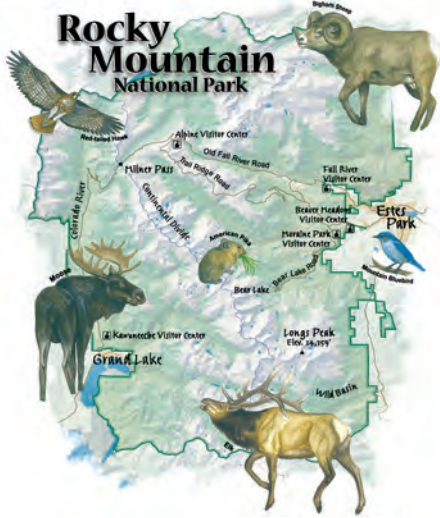 Rocky
Mountain
National Park
Bighorn Sheep
Red-tailed Hawk
Alpine Visitor Center
Old Fall River Road
Trail Ridge Road
Milner Pass
Fall River
Visitor Center
Colorado River
Continental Divide
Beaver Meadows
Visitor Center
Estes
Park
Moraine Park
Visitor Center
American Pika
Bear Lake Road
Mountain Bluebird
Moose
Bear Lake
Kawuneeche Visitor Center
Longs Peak
Elev. 14,259'
Grand Lake
Wild Basin
Elk